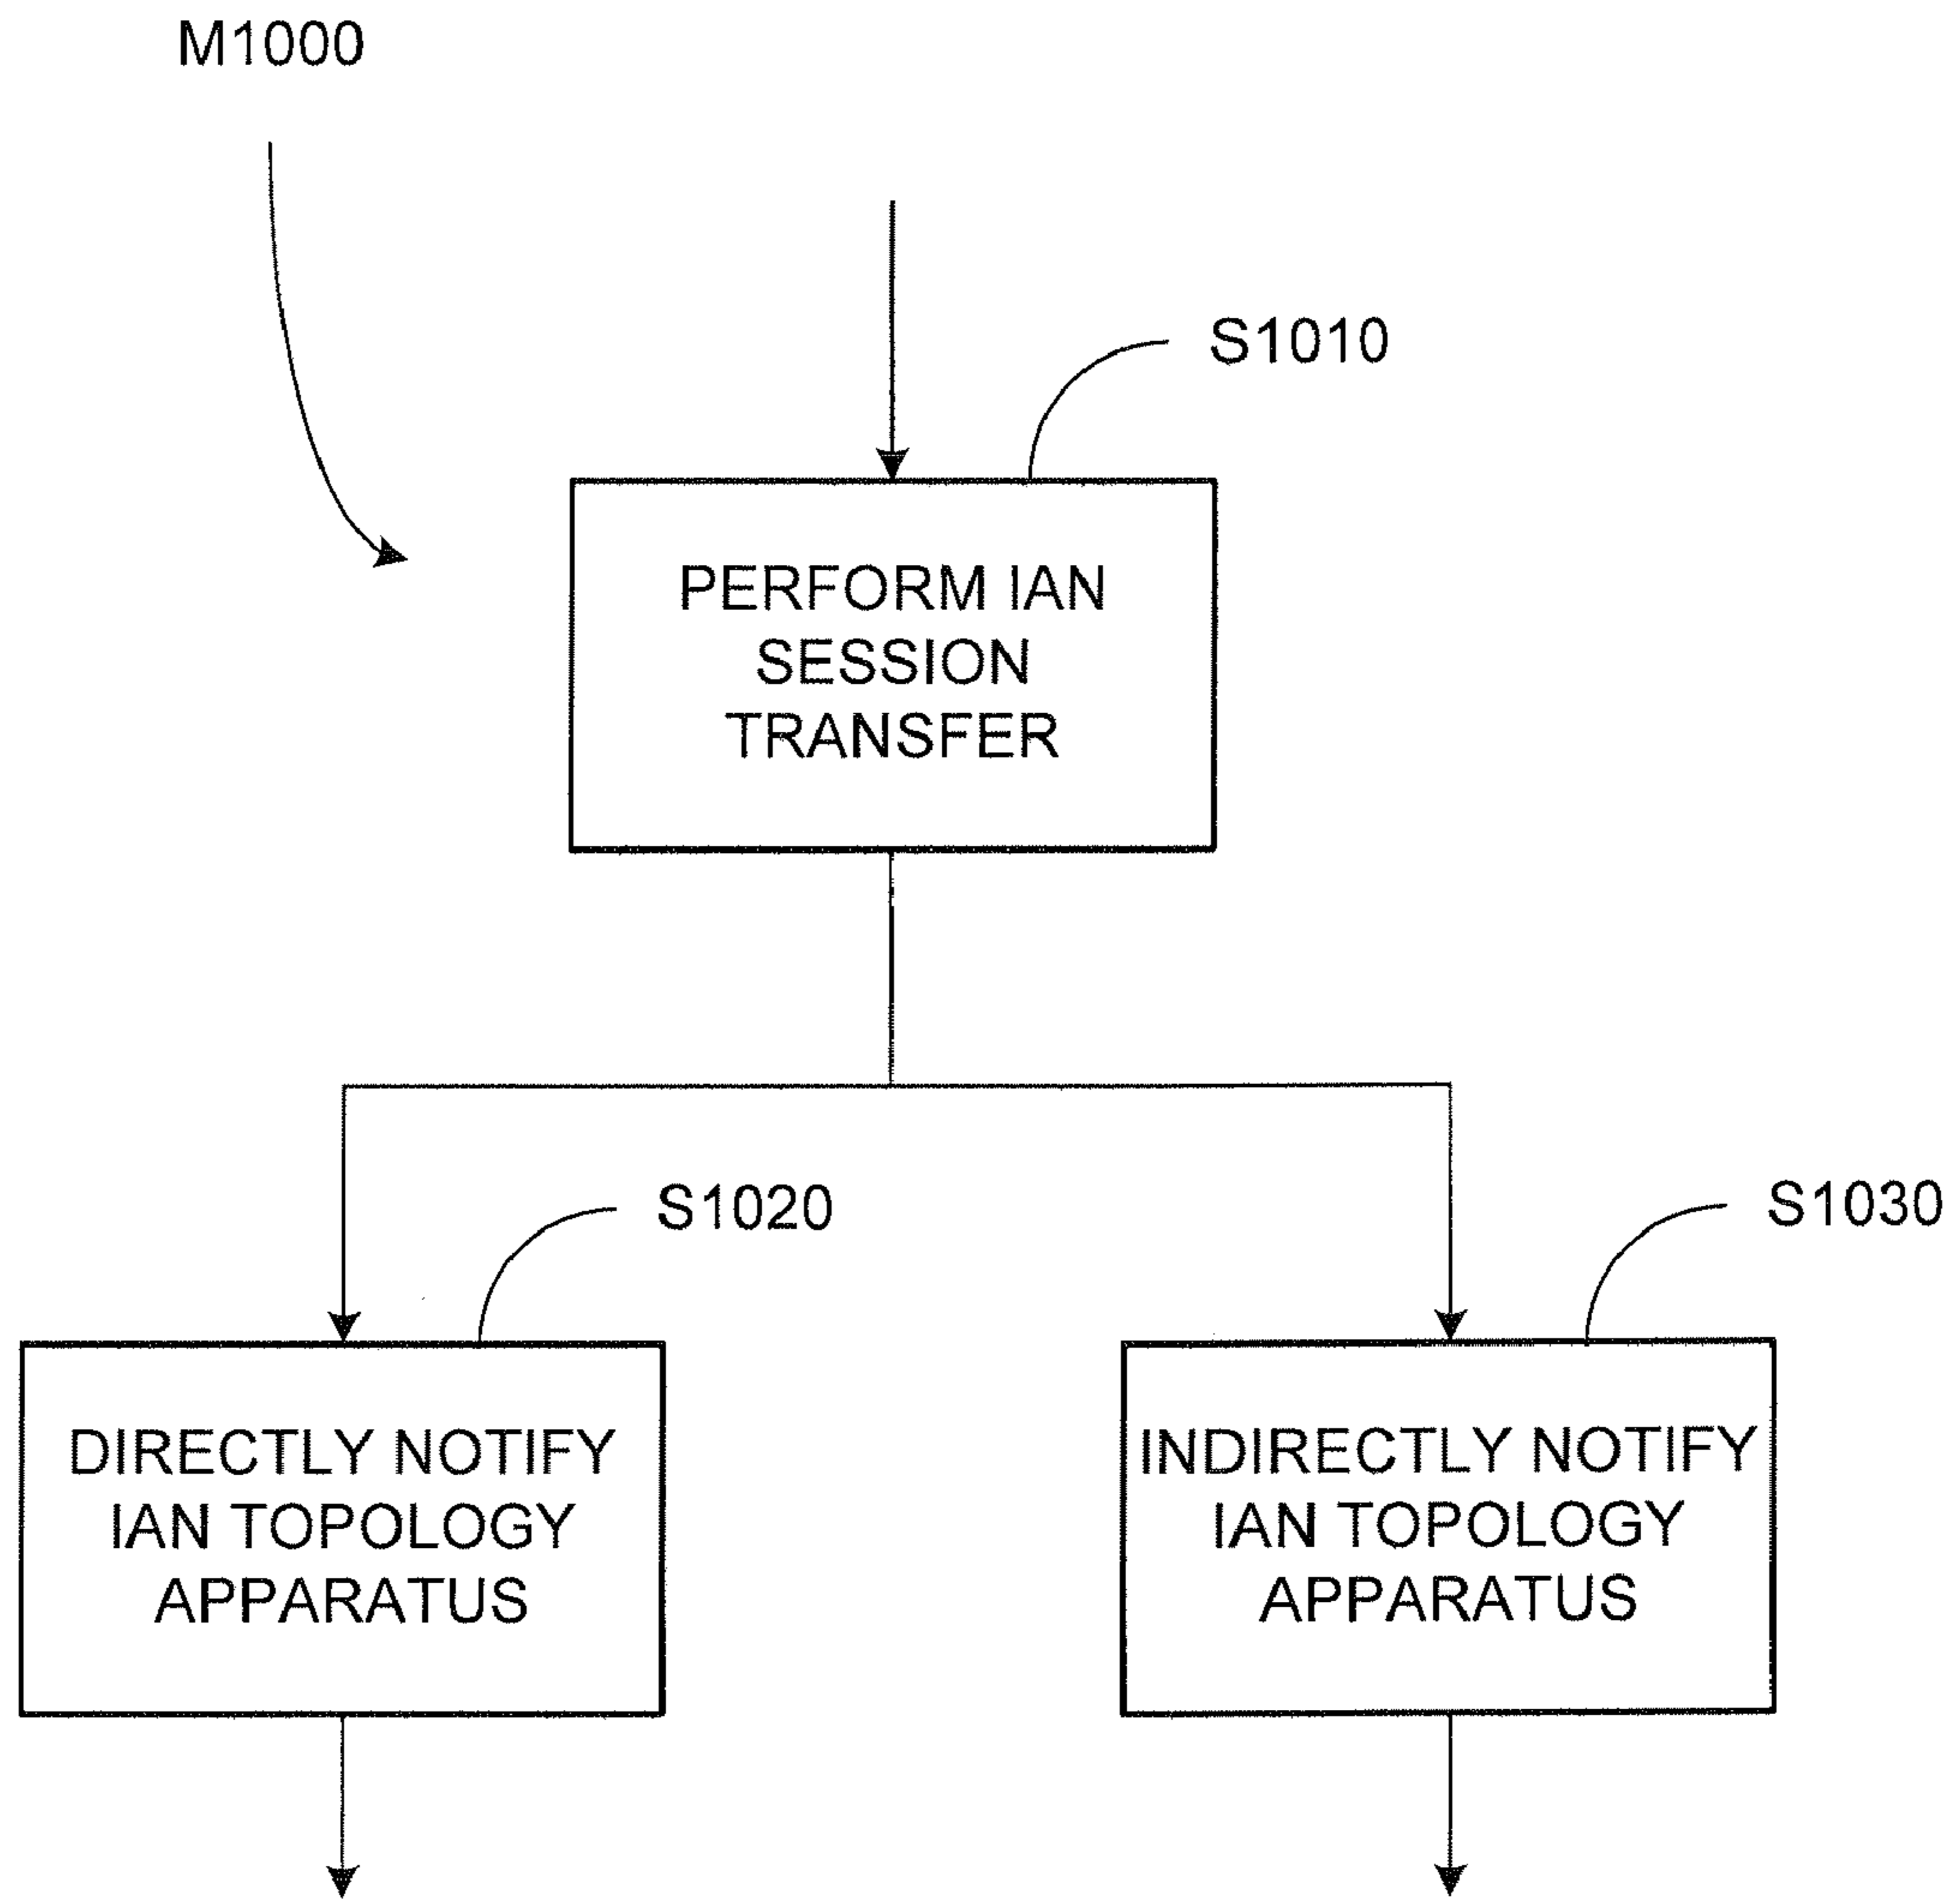 M1000
S1010
PERFORM IAN
SESSION
TRANSFER
S1020
S1030
DIRECTLY NOTIFY
IAN TOPOLOGY
APPARATUS
INDIRECTLY NOTIFY
IAN TOPOLOGY
APPARATUS